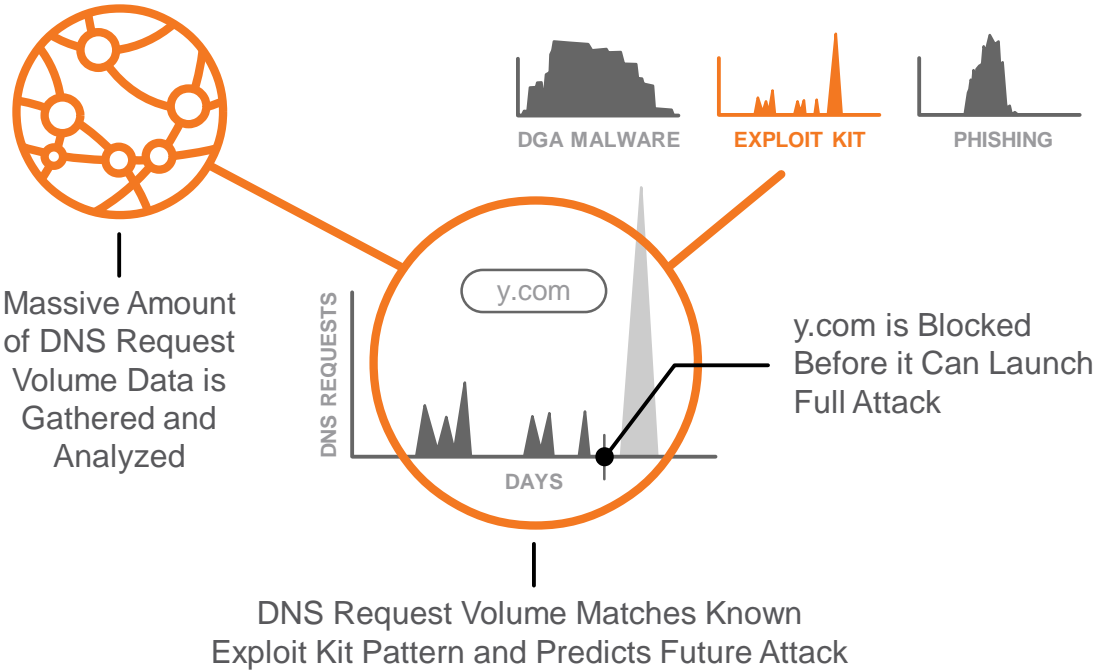 DGA MALWARE
EXPLOIT KIT
PHISHING
Massive Amount
of DNS Request
Volume Data is
Gathered and
Analyzed
y.com
DNS REQUESTS
DAYS
y.com is Blocked
Before it Can Launch
Full Attack
DNS Request Volume Matches Known
Exploit Kit Pattern and Predicts Future Attack